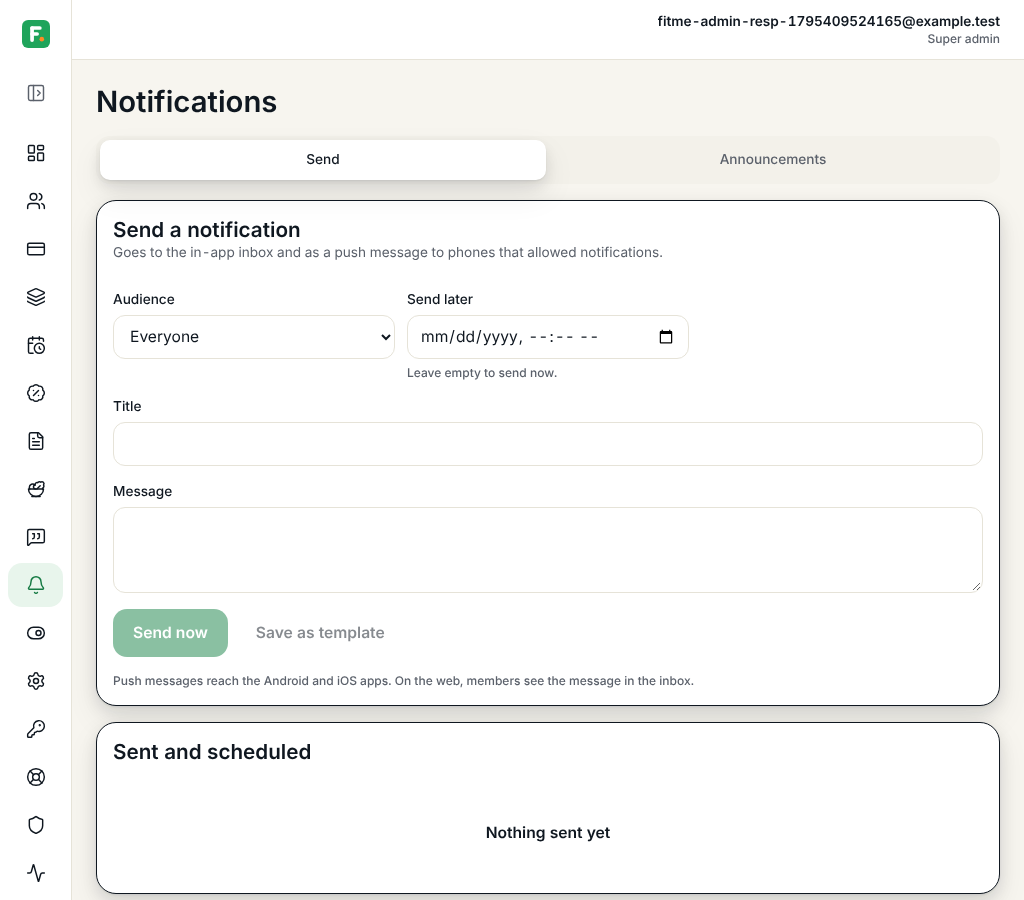 F.
fitme-admin-resp-1795409524165@example.test
Super admin
Notifications
Send
Announcements
Send a notification
Goes to the in-app inbox and as a push message to phones that allowed notifications.
Audience
Send later
Everyone
mm/dd/yyyy, --:-- --
Leave empty to send now.
Title
Message
Send now
Save as template
Push messages reach the Android and iOS apps. On the web, members see the message in the inbox.
Sent and scheduled
Nothing sent yet